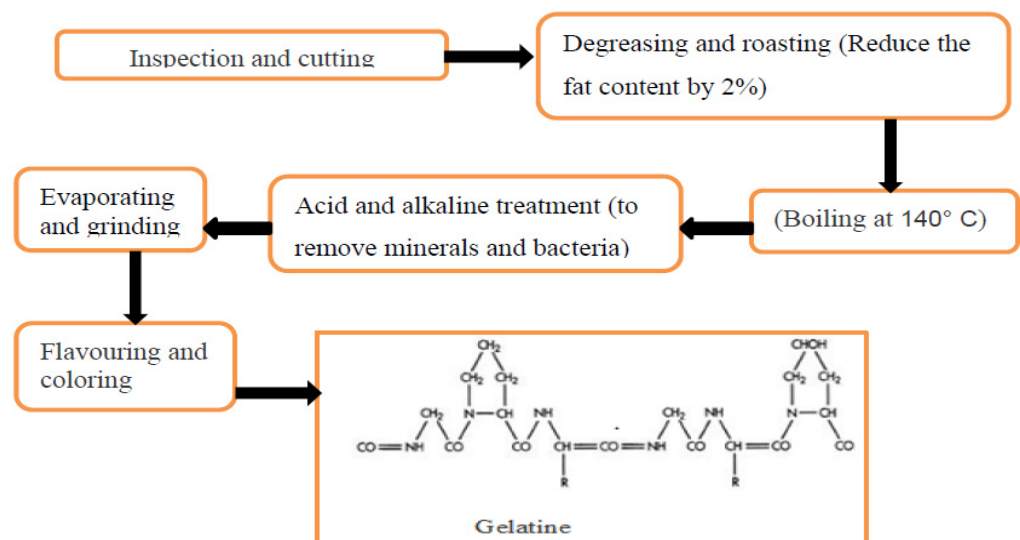 Inspection and cutting
Degreasing and roasting (Reduce the
fat content by 2%)
(Boiling at 140° C)
Acid and alkaline treatment (to
remove minerals and bacteria)
Evaporating
and grinding
Flavouring and
coloring
CH₂ CHOH
CH₂ CH₂ CH₂ CH₂
CH₂ N CH NH CH₂ NH N CH
CO NH CO CO CH CO NH CO CH CO CO
R R
Gelatine